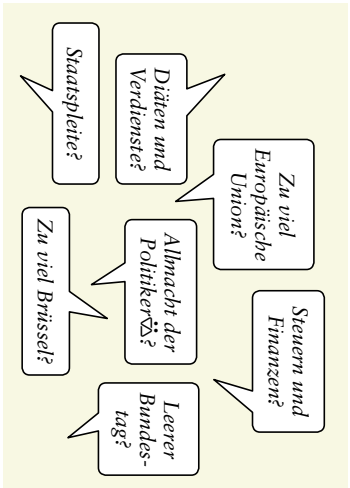 Zu viel
Europäische
Union?
Steuern und
Finanzen?
Diäten und
Verdienste?
Allmacht der
Politiker?
Leerer
Bundes-
tag?
Staatspleite?
Zu viel Brüssel?